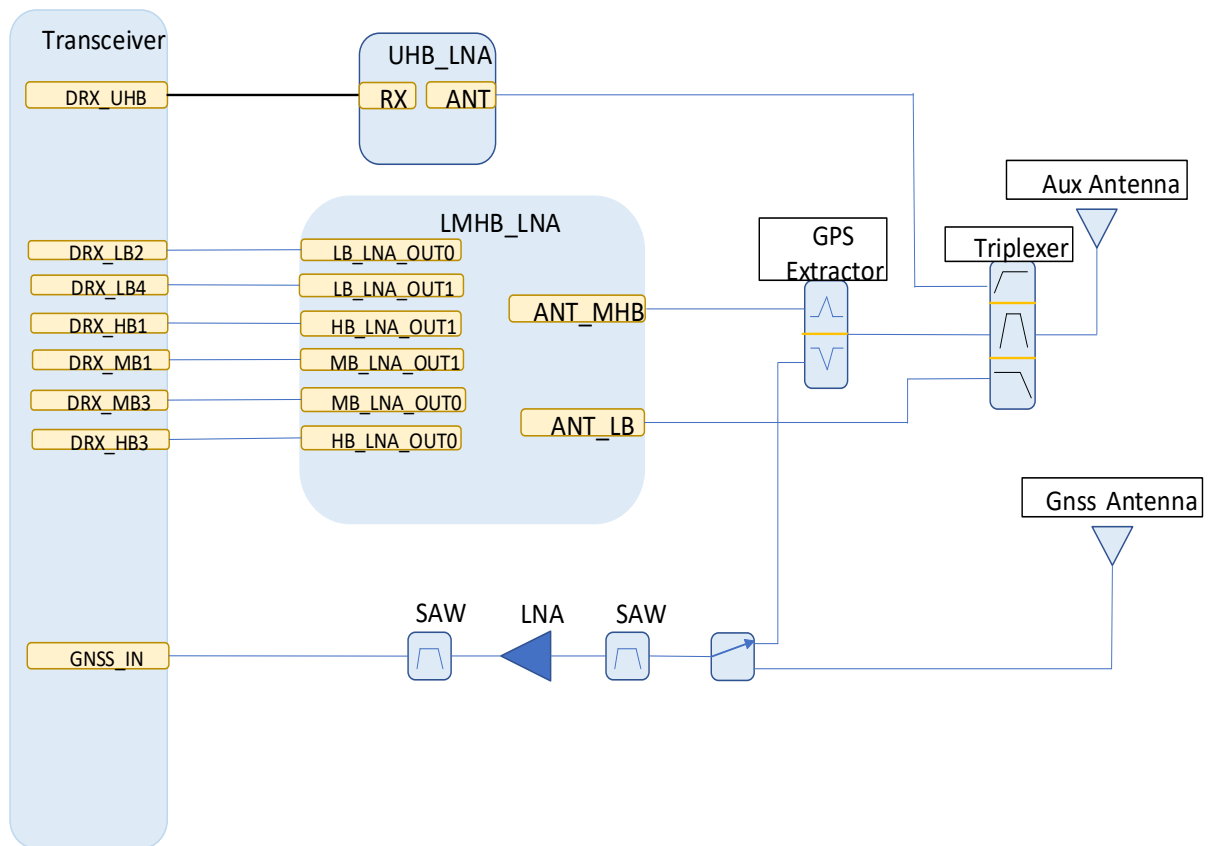 Transceiver
UHB_LNA
DRX_UHB
RX
ANT
Aux Antenna
LMHB_LNA
GPS
Extractor
Triplexer
DRX_LB2
LB_LNA_OUT0
DRX_LB4
LB_LNA_OUT1
ANT_MHB
DRX_HB1
HB_LNA_OUT1
DRX_MB1
MB_LNA_OUT1
DRX_MB3
MB_LNA_OUT0
ANT_LB
DRX_HB3
HB_LNA_OUT0
Gnss Antenna
SAW
LNA
SAW
GNSS_IN